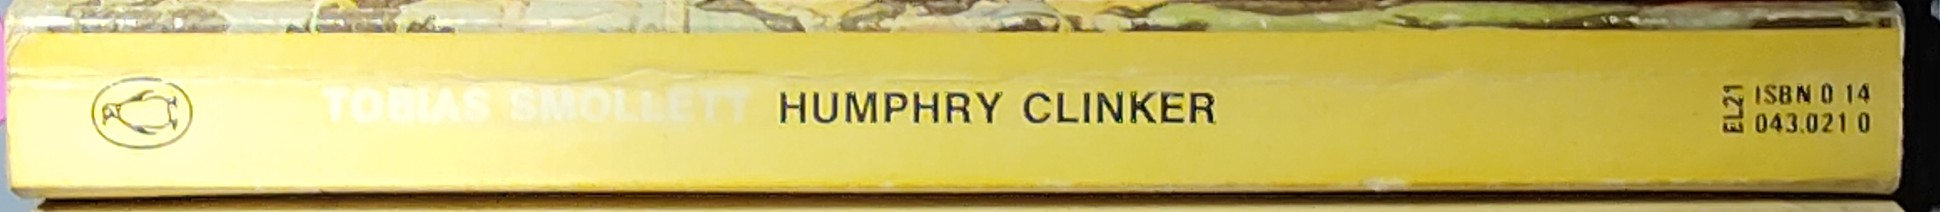 TOBIAS SMOLLETT HUMPHRY CLINKER
EL21
ISBN 0 14
043.021 0